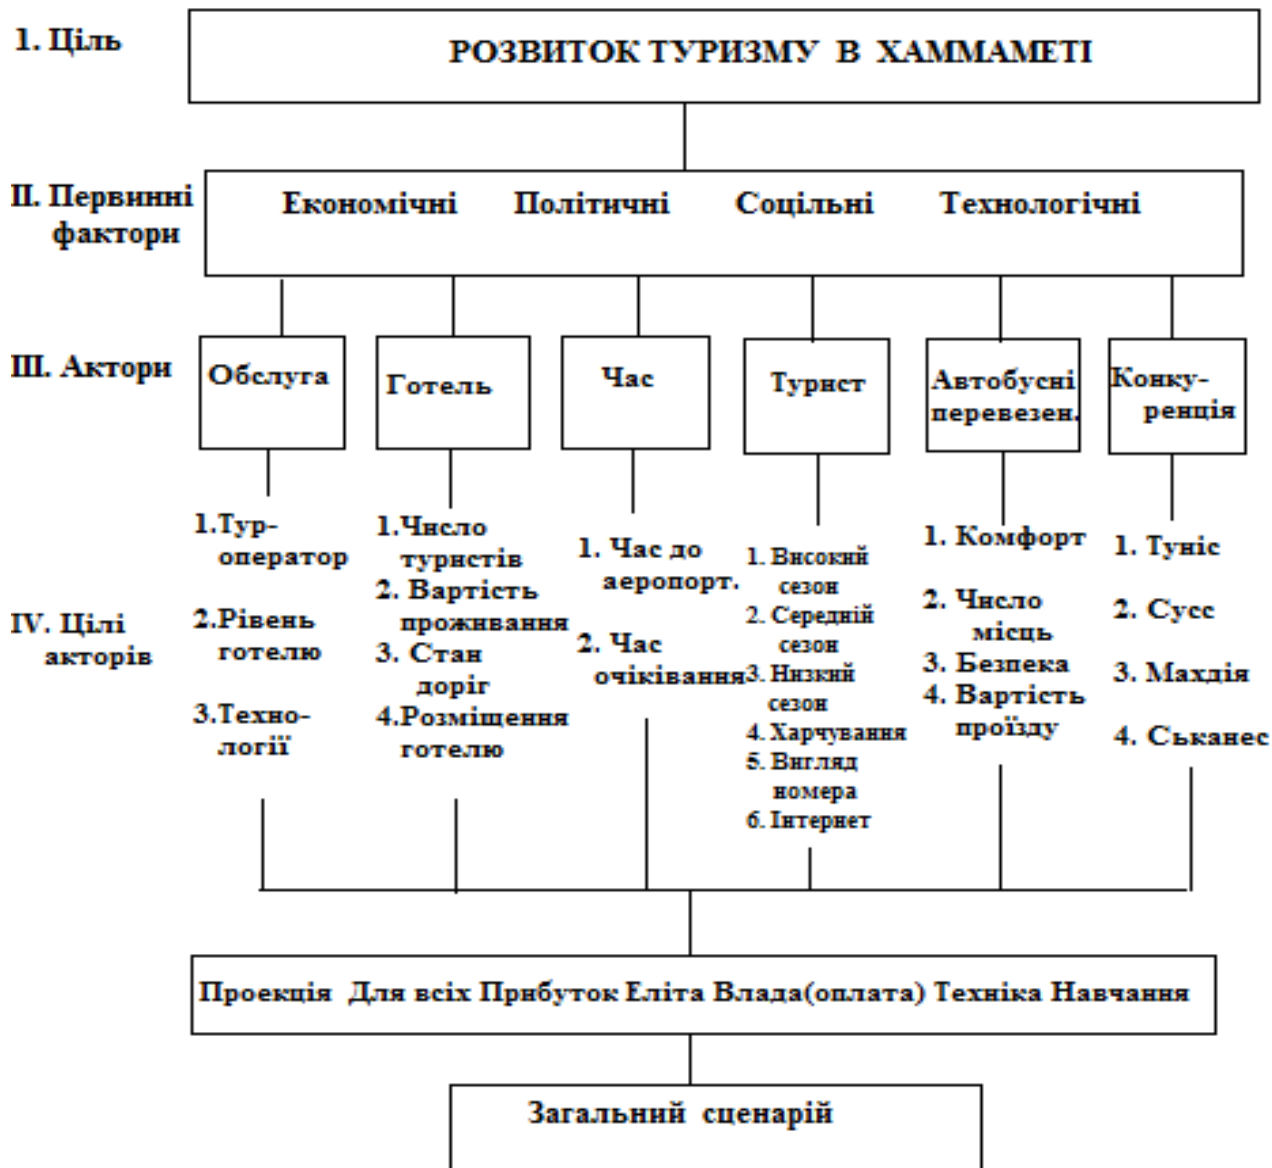 1. Ціль
РОЗВИТОК ТУРИЗМУ В ХАММАМЕТІ
II. Первинні
фактори
Економічні Політичні Соцільні Технологічні
III. Актори
Обслуга
Готель
Час
Турист
Автобусні
перевезен.
Конку-
ренція
IV. Цілі
акторів
1.Тур-
оператор
2.Рівень
готелю
3.Техно-
логії
1.Число
туристів
2. Вартість
проживання
3. Стан
доріг
4.Розміщення
готелю
1. Час до
аеропорт.
2. Час
очіківання
1. Високий
сезон
2. Середній
сезон
3. Низкий
сезон
4. Харчування
5. Вигляд
номера
6. Інтернет
1. Комфорт
2. Число
місць
3. Безпека
4. Вартість
проїзду
1. Туніс
2. Сусс
3. Махдія
4. Ськанес
Проекція Для всіх Прибуток Еліта Влада(оплата) Техніка Навчання
Загальний сценарій